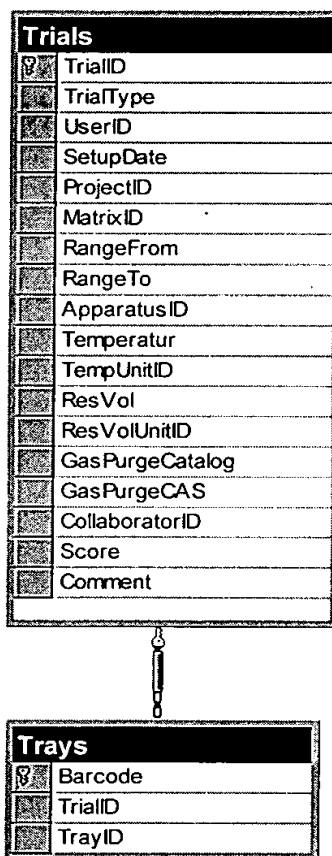 Trials
TrialID
TrialType
UserID
SetupDate
ProjectID
MatrixID
RangeFrom
RangeTo
ApparatusID
Temperatur
TempUnitID
ResVol
ResVolUnitID
GasPurgeCatalog
GasPurgeCAS
CollaboratorID
Score
Comment
Trays
Barcode
TrialID
TrayID